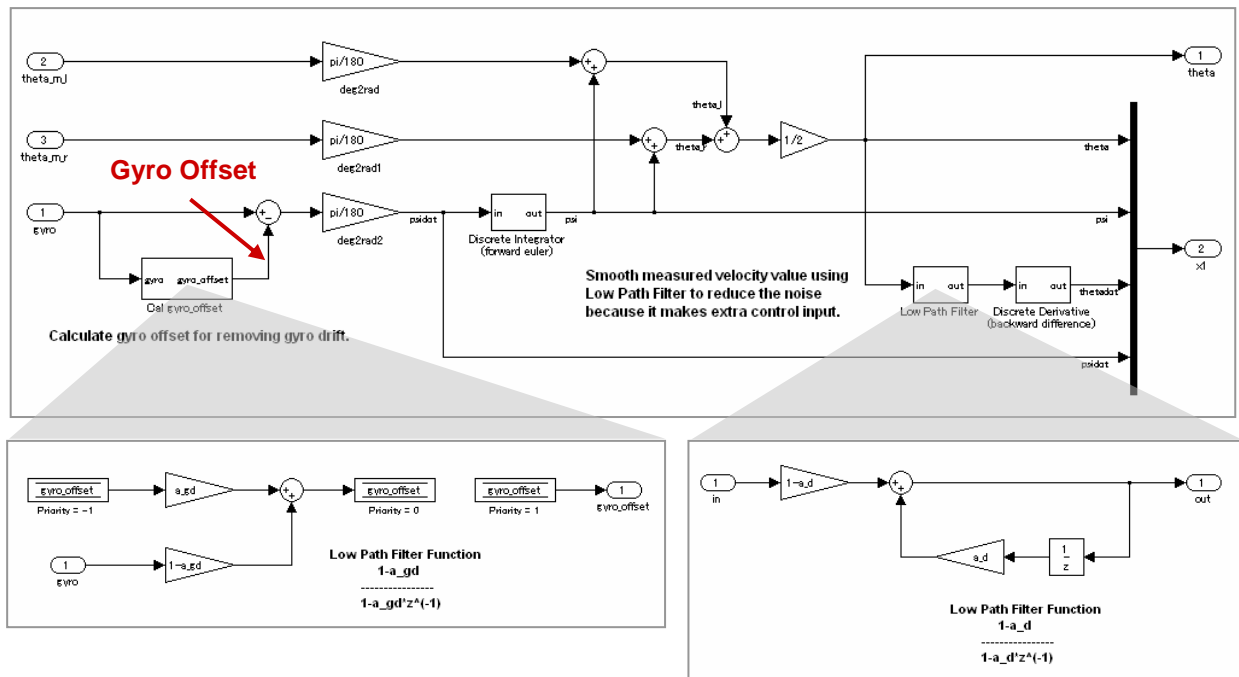 2
theta_m_l
pi/180
deg2rad
+
+
theta_l
1
theta
3
theta_m_r
pi/180
deg2rad1
+
+
theta_r
+
+
1/2
theta
Gyro Offset
1
gyro
+
−
pi/180
deg2rad2
psidot
in out
Discrete Integrator
(forward euler)
psi
psi
2
x1
gyro gyro_offset
Cal gyro_offset
Calculate gyro offset for removing gyro drift.
Smooth measured velocity value using
Low Path Filter to reduce the noise
because it makes extra control input.
in out
Low Path Filter
in out
Discrete Derivative
(backward difference)
thetadot
psidot
gyro_offset
Priority = -1
a_gd
+
+
gyro_offset
Priority = 0
gyro_offset
Priority = 1
1
gyro_offset
1
gyro
1-a_gd
Low Path Filter Function
1-a_gd
-----------------
1-a_gd*z^(-1)
1
in
1-a_d
+
+
1
out
a_d
1
z
Low Path Filter Function
1-a_d
-----------------
1-a_d*z^(-1)